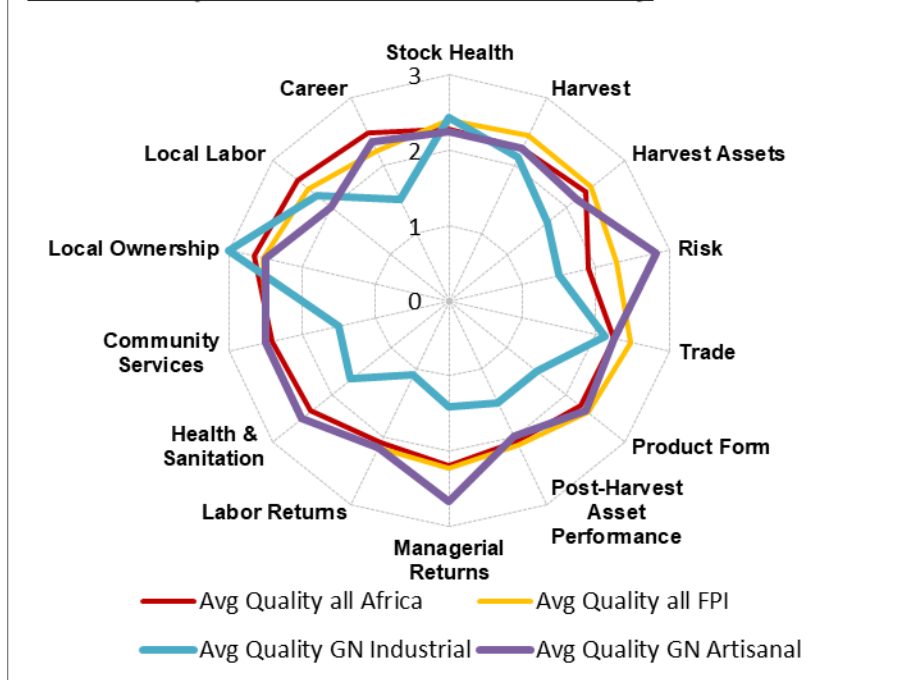 Stock Health
3
Career
Harvest
2
Local Labor
Harvest Assets
1
Local Ownership
Risk
0
Community
Services
Trade
Health &
Sanitation
Product Form
Labor Returns
Post-Harvest
Asset
Performance
Managerial
Returns
Avg Quality all Africa
Avg Quality all FPI
Avg Quality GN Industrial
Avg Quality GN Artisanal